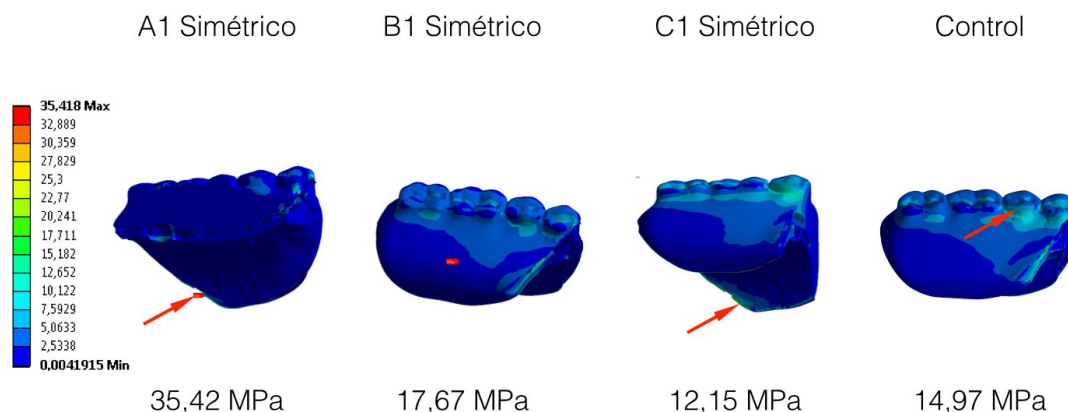 A1 Simétrico
B1 Simétrico
C1 Simétrico
Control
35,418 Max
32,889
30,359
27,829
25,3
22,77
20,241
17,711
15,182
12,652
10,122
7,5929
5,0633
2,5338
0,0041915 Min
35,42 MPa
17,67 MPa
12,15 MPa
14,97 MPa